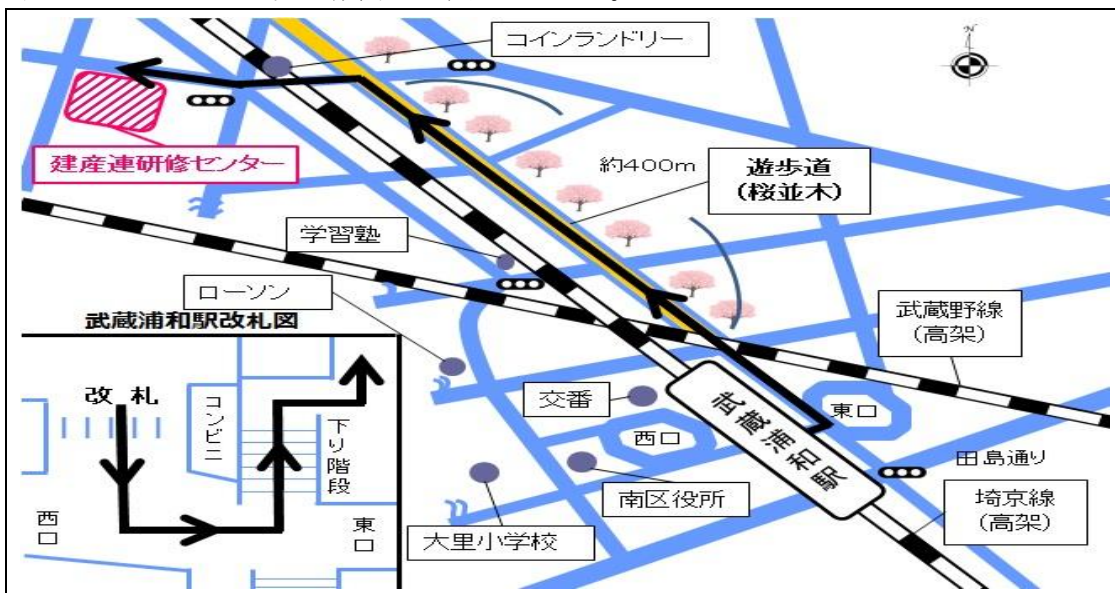 コインランドリー
N
建産連研修センター
約400m
遊歩道
(桜並木)
学習塾
ローソン
武蔵野線
(高架)
武蔵浦和駅改札図
改札
コンビニ
下り階段
西口
東口
交番
西口
東口
武蔵浦和駅
田島通り
南区役所
大里小学校
埼京線
(高架)